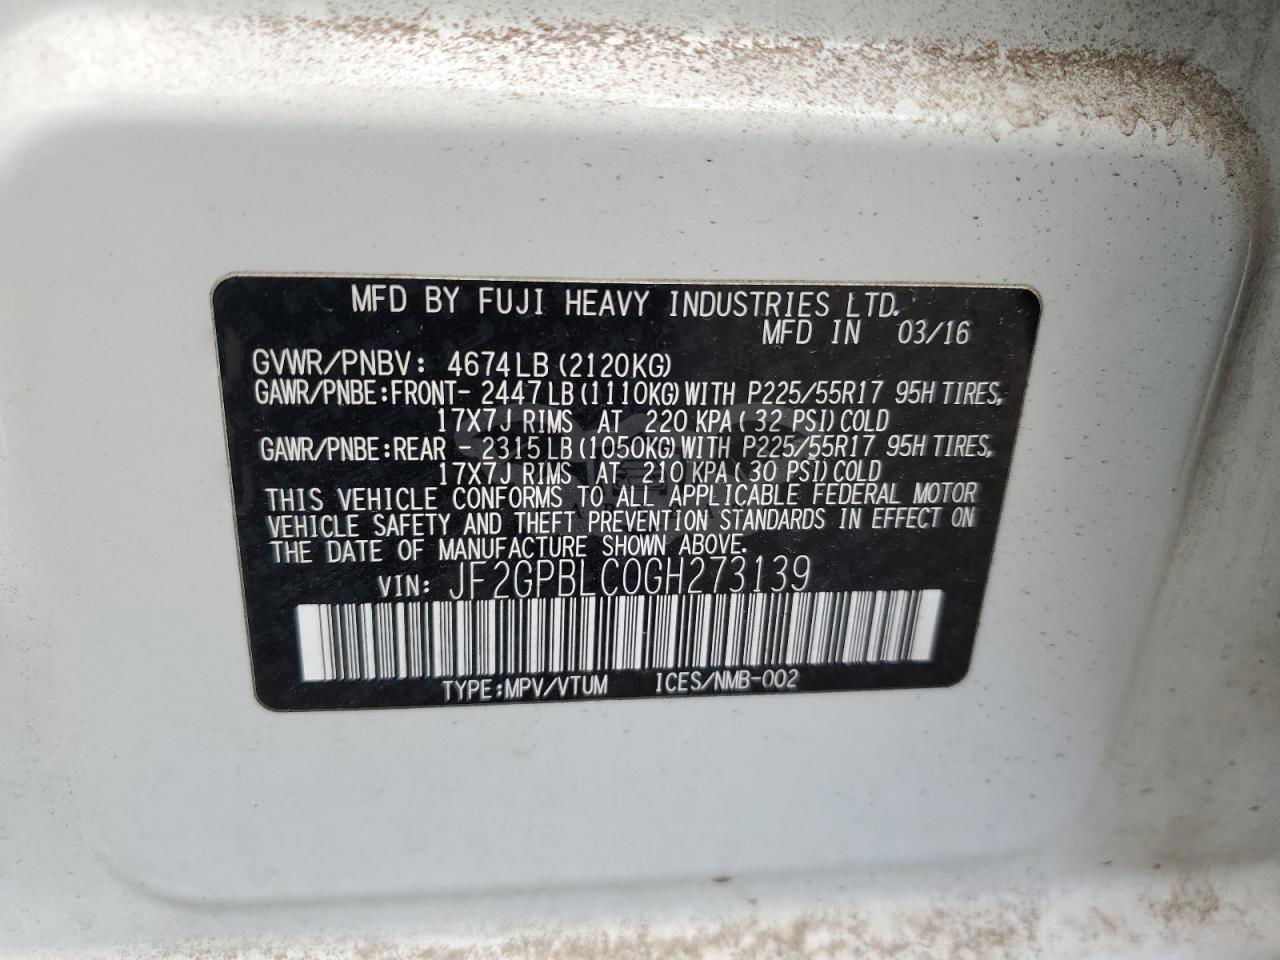 MFD BY FUJI HEAVY INDUSTRIES LTD.
MFD IN 03/16
GVWR/PNBV: 4674LB (2120KG)
GAWR/PNBE:FRONT- 2447LB (1110KG) WITH P225/55R17 95H TIRES,
17X7J RIMS AT 220 KPA (32 PSI) COLD
GAWR/PNBE:REAR - 2315LB (1050KG) WITH P225/55R17 95H TIRES,
17X7J RIMS AT 210 KPA (30 PSI) COLD
THIS VEHICLE CONFORMS TO ALL APPLICABLE FEDERAL MOTOR
VEHICLE SAFETY AND THEFT PREVENTION STANDARDS IN EFFECT ON
THE DATE OF MANUFACTURE SHOWN ABOVE.
VIN: JF2GPBLC0GH273139
TYPE:MPV/VTUM ICES/NMB-002